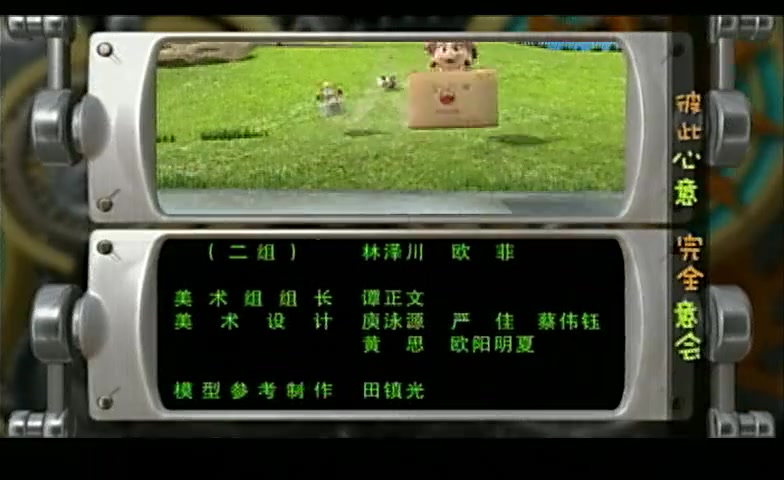 （二组） 林泽川 欧 菲
美术组组长 谭正文
美术设计 庾泳源 严 佳 蔡伟钰
黄 思 欧阳明夏
模型参考制作 田镇光
彼此心意
完全意会